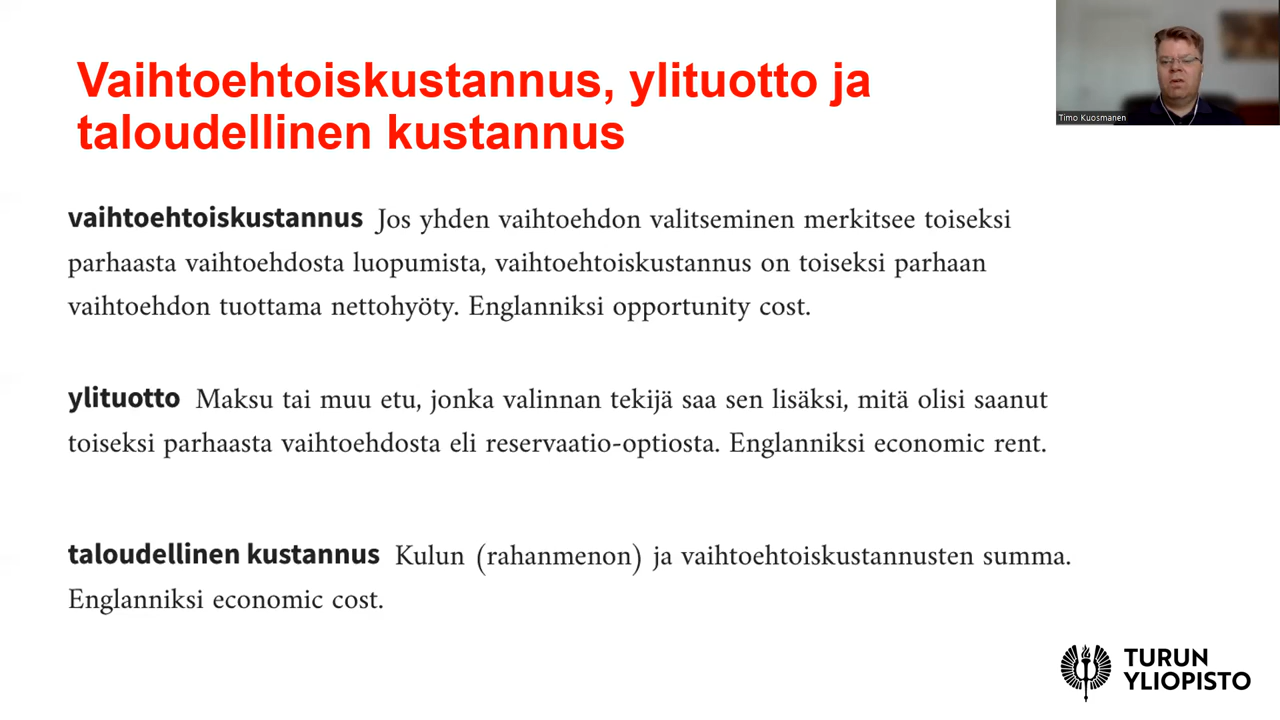 Vaihtoehtoiskustannus, ylituotto ja
taloudellinen kustannus
Timo Kuosmanen
vaihtoehtoiskustannus Jos yhden vaihtoehdon valitseminen merkitsee toiseksi
parhaasta vaihtoehdosta luopumista, vaihtoehtoiskustannus on toiseksi parhaan
vaihtoehdon tuottama nettohyöty. Englanniksi opportunity cost.
ylituotto Maksu tai muu etu, jonka valinnan tekijä saa sen lisäksi, mitä olisi saanut
toiseksi parhaasta vaihtoehdosta eli reservaatio-optiosta. Englanniksi economic rent.
taloudellinen kustannus Kulun (rahanmenon) ja vaihtoehtoiskustannusten summa.
Englanniksi economic cost.
TURUN
YLIOPISTO